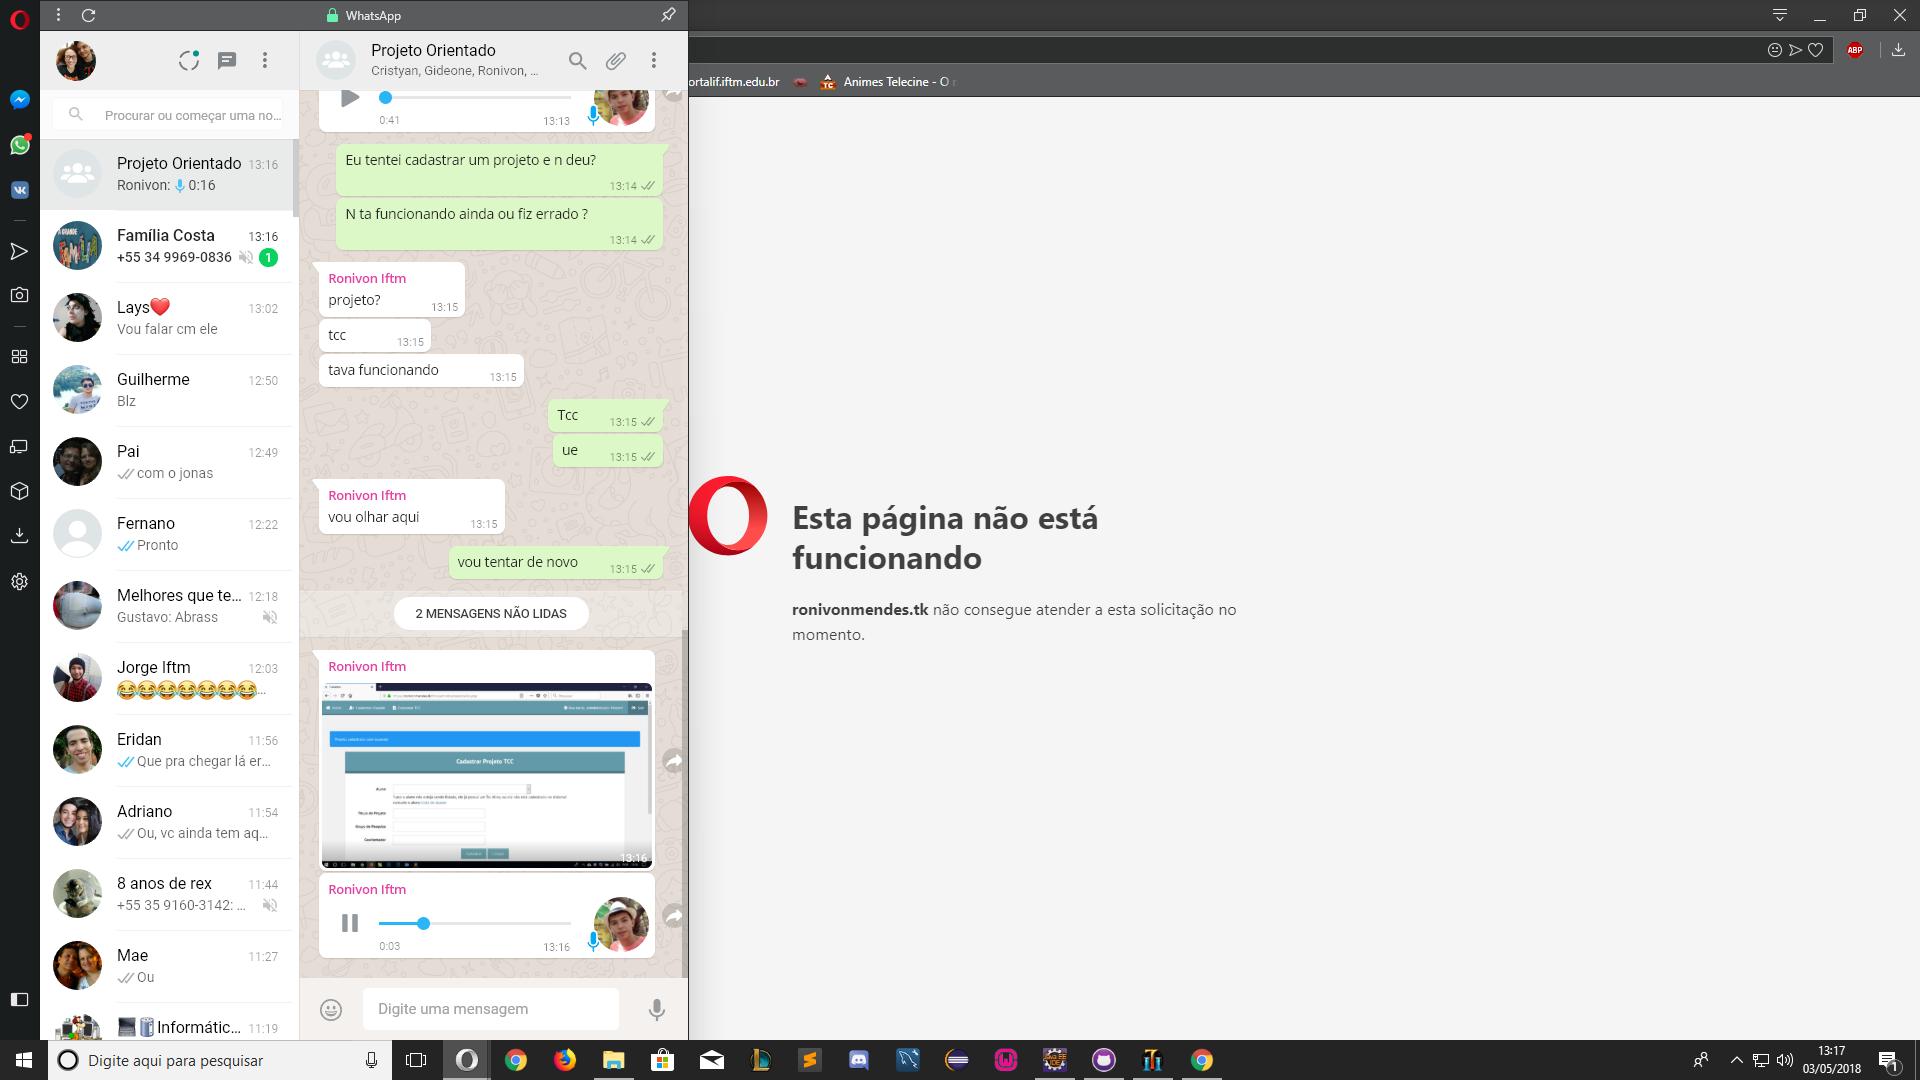 WhatsApp
Projeto Orientado
Cristyan, Gideone, Ronivon, ...
Procurar ou começar uma no...
Projeto Orientado 13:16
Ronivon: 0:16
Família Costa 13:16
+55 34 9969-0836 1
Lays❤ 13:02
Vou falar cm ele
Guilherme 12:50
Blz
Pai 12:49
com o jonas
Fernano 12:22
Pronto
Melhores que te... 12:18
Gustavo: Abrass
Jorge Iftm 12:03
😂😂😂😂😂😂😂...
Eridan 11:56
Que pra chegar lá er...
Adriano 11:54
Ou, vc ainda tem aq...
8 anos de rex 11:44
+55 35 9160-3142: ...
Mae 11:27
Ou
Informátic... 11:19
0:41 13:13
Eu tentei cadastrar um projeto e n deu?
13:14
N ta funcionando ainda ou fiz errado ?
13:14
Ronivon Iftm
projeto? 13:15
tcc 13:15
tava funcionando 13:15
Tcc 13:15
ue 13:15
Ronivon Iftm
vou olhar aqui 13:15
vou tentar de novo 13:15
2 MENSAGENS NÃO LIDAS
Ronivon Iftm
Cadastrar Projeto TCC
Aluno
Título do Projeto
Grupo de Pesquisa
Coorientador
13:16
Ronivon Iftm
0:03 13:16
Digite uma mensagem
ABP
ortalif.iftm.edu.br
Animes Telecine - O
Esta página não está
funcionando
ronivonmendes.tk não consegue atender a esta solicitação no
momento.
Digite aqui para pesquisar
13:17
03/05/2018
1